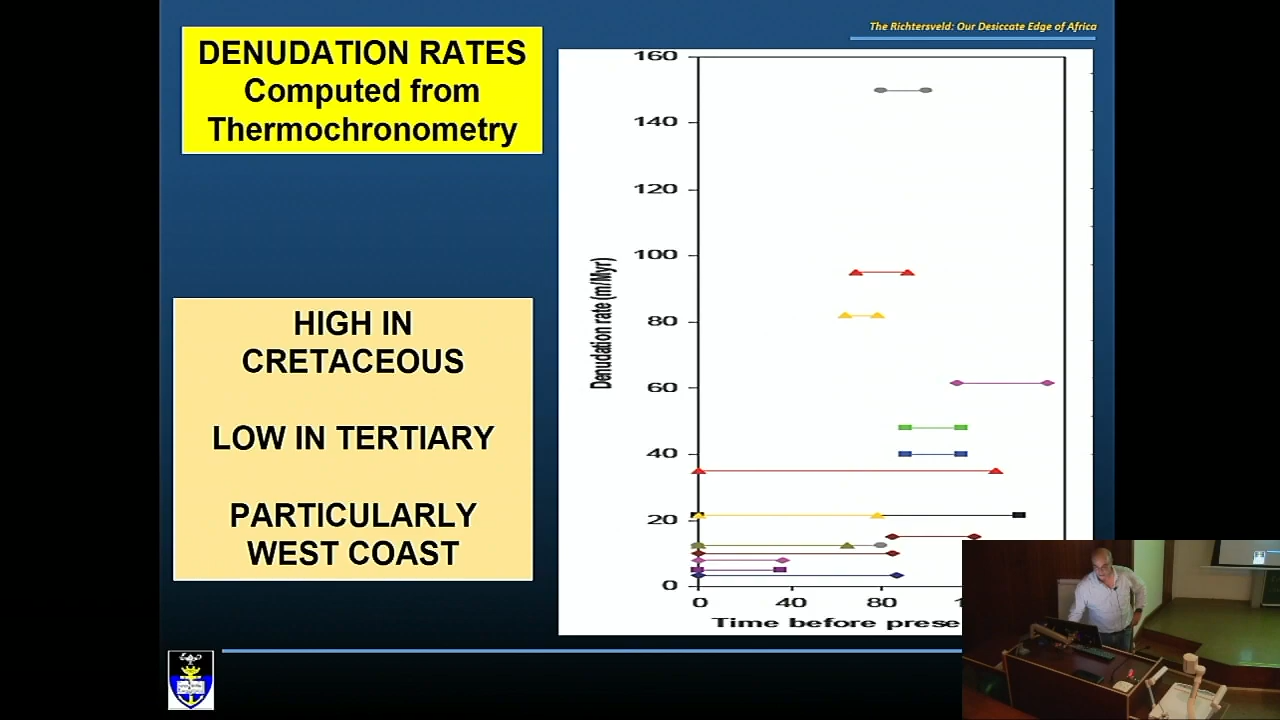 The Richtersveld: Our Desiccate Edge of Africa
DENUDATION RATES
Computed from
Thermochronometry
HIGH IN
CRETACEOUS
LOW IN TERTIARY
PARTICULARLY
WEST COAST
Denudation rate (m/Myr)
160
140
120
100
80
60
40
20
0
0 40 80
Time before